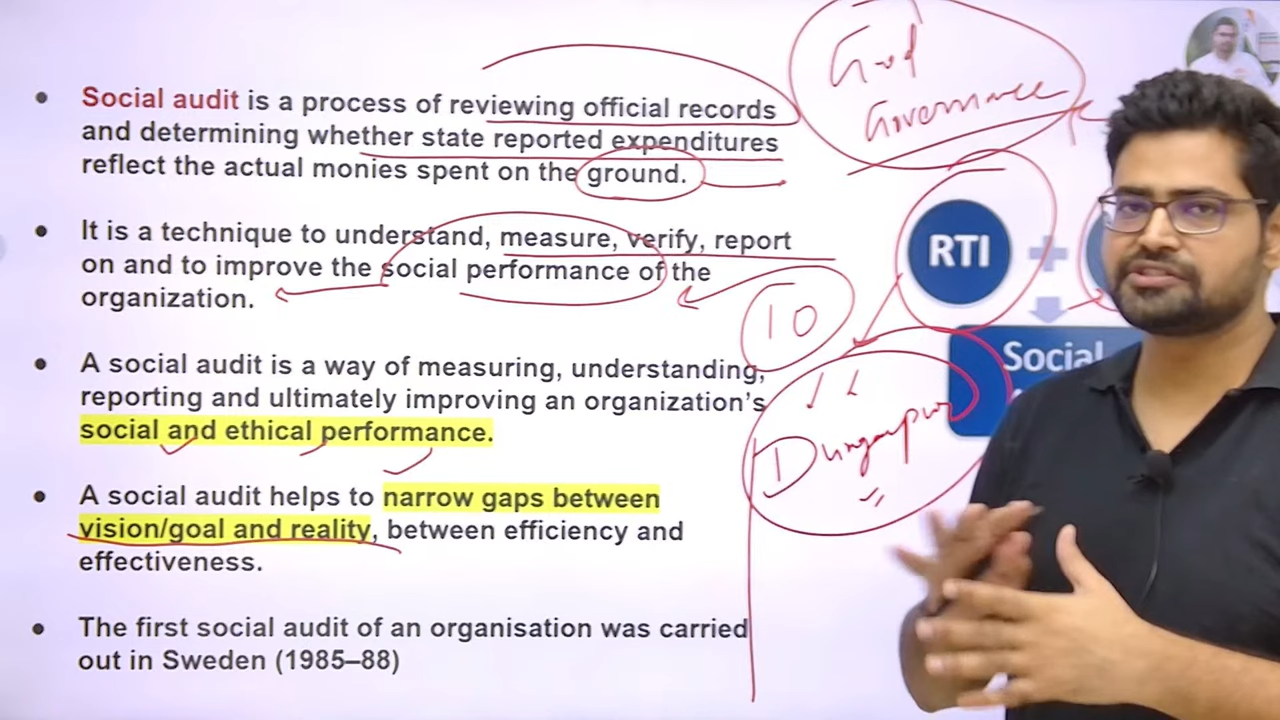 Social audit is a process of reviewing official records
and determining whether state reported expenditures
reflect the actual monies spent on the ground.
It is a technique to understand, measure, verify, report
on and to improve the social performance of the
organization.
A social audit is a way of measuring, understanding,
reporting and ultimately improving an organization's
social and ethical performance.
A social audit helps to narrow gaps between
vision/goal and reality, between efficiency and
effectiveness.
The first social audit of an organisation was carried
out in Sweden (1985–88)
Good
Governance
RTI
+
10
Social
Dungarpur